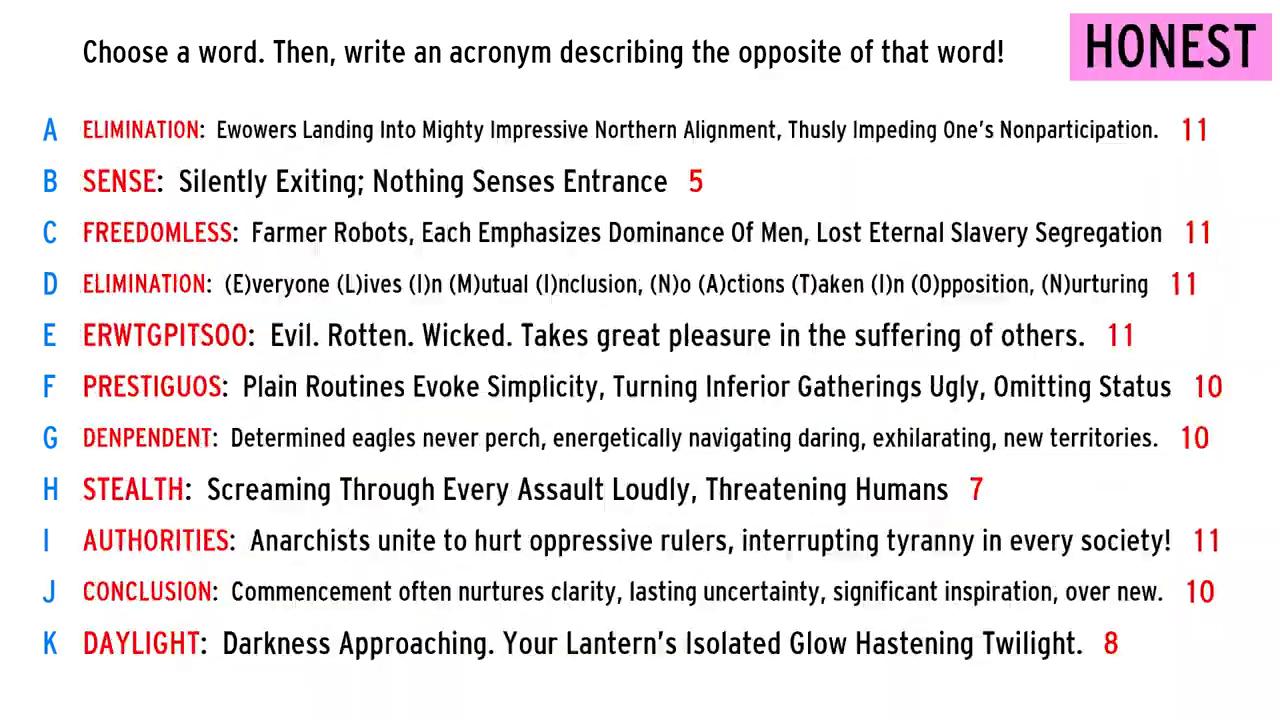 Choose a word. Then, write an acronym describing the opposite of that word!
HONEST
A ELIMINATION: Ewowers Landing Into Mighty Impressive Northern Alignment, Thusly Impeding One's Nonparticipation. 11
B SENSE: Silently Exiting; Nothing Senses Entrance 5
C FREEDOMLESS: Farmer Robots, Each Emphasizes Dominance Of Men, Lost Eternal Slavery Segregation 11
D ELIMINATION: (E)veryone (L)ives (I)n (M)utual (I)nclusion, (N)o (A)ctions (T)aken (I)n (O)pposition, (N)urturing 11
E ERWTGPITSOO: Evil. Rotten. Wicked. Takes great pleasure in the suffering of others. 11
F PRESTIGUOS: Plain Routines Evoke Simplicity, Turning Inferior Gatherings Ugly, Omitting Status 10
G DENPENDENT: Determined eagles never perch, energetically navigating daring, exhilarating, new territories. 10
H STEALTH: Screaming Through Every Assault Loudly, Threatening Humans 7
I AUTHORITIES: Anarchists unite to hurt oppressive rulers, interrupting tyranny in every society! 11
J CONCLUSION: Commencement often nurtures clarity, lasting uncertainty, significant inspiration, over new. 10
K DAYLIGHT: Darkness Approaching. Your Lantern's Isolated Glow Hastening Twilight. 8